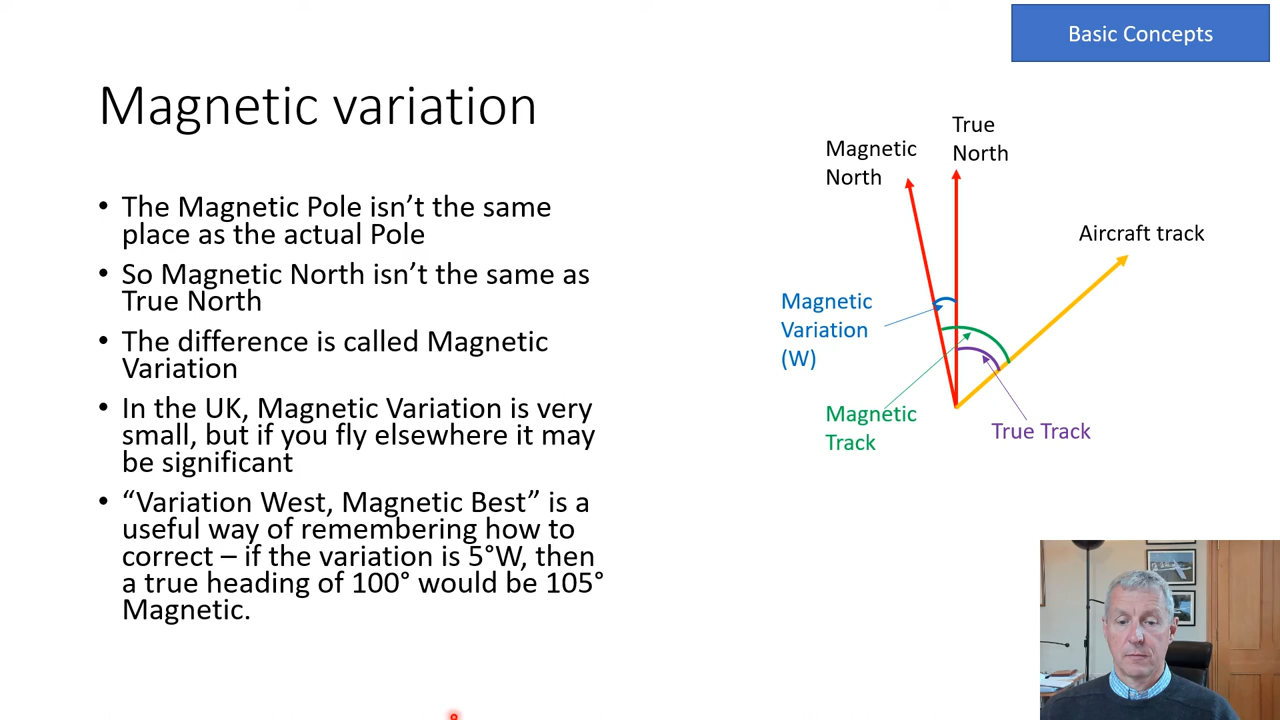 Basic Concepts
Magnetic variation
• The Magnetic Pole isn’t the same
place as the actual Pole
• So Magnetic North isn’t the same as
True North
• The difference is called Magnetic
Variation
• In the UK, Magnetic Variation is very
small, but if you fly elsewhere it may
be significant
• “Variation West, Magnetic Best” is a
useful way of remembering how to
correct – if the variation is 5°W, then
a true heading of 100° would be 105°
Magnetic.
Magnetic
North
True
North
Aircraft track
Magnetic
Variation
(W)
Magnetic
Track
True Track